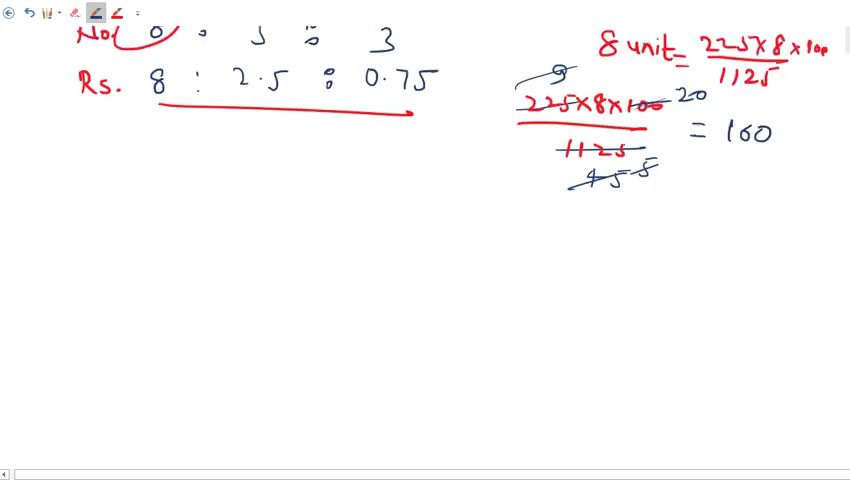 No. 8 : 5 : 3
Rs. 8 : 2.5 : 0.75
8 unit = 225×8×100
1125
9
225×8×100 20
1125
45 5
= 160